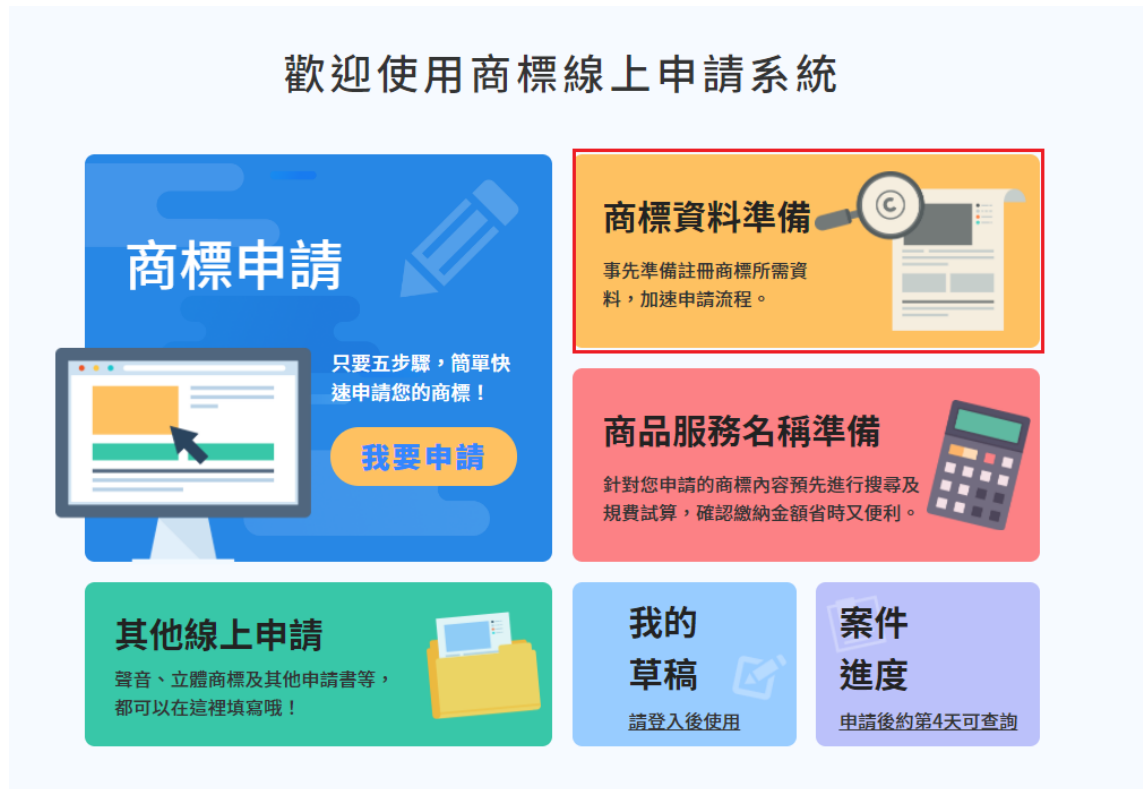 歡迎使用商標線上申請系統
商標申請
只要五步驟，簡單快
速申請您的商標！
我要申請
商標資料準備
事先準備註冊商標所需資
料，加速申請流程。
C
商品服務名稱準備
針對您申請的商標內容預先進行搜尋及
規費試算，確認繳納金額省時又便利。
其他線上申請
聲音、立體商標及其他申請書等，
都可以在這裡填寫哦！
我的
草稿
請登入後使用
案件
進度
申請後約第4天可查詢